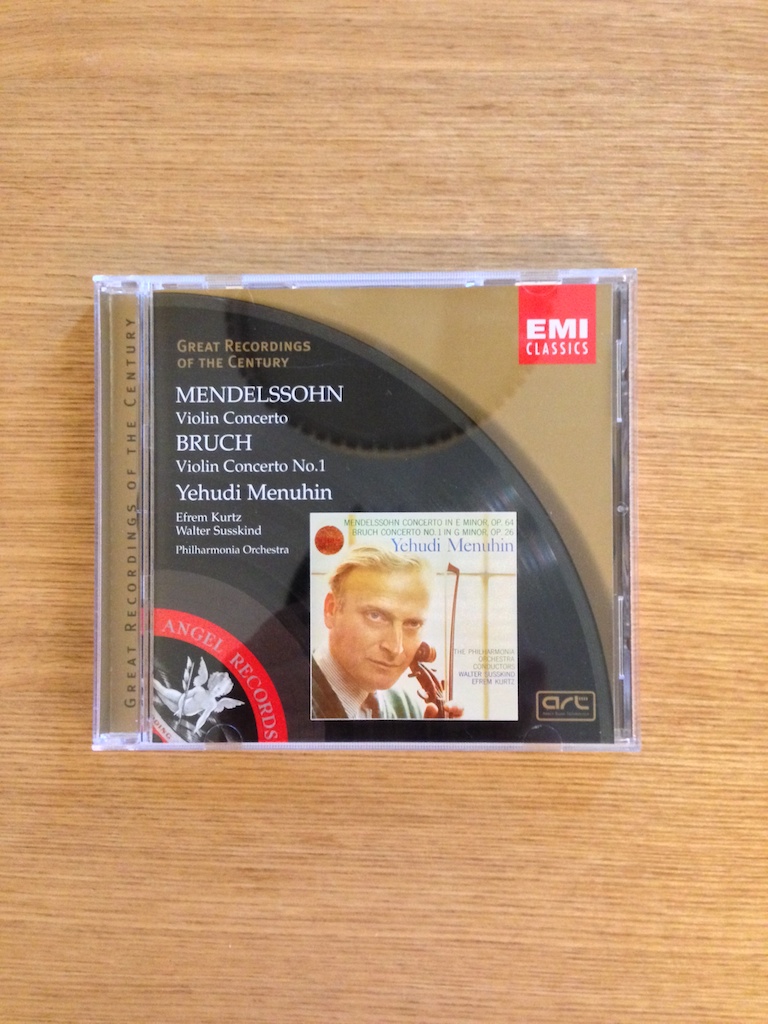 GREAT RECORDINGS OF THE CENTURY
GREAT RECORDINGS
OF THE CENTURY
EMI
CLASSICS
MENDELSSOHN
Violin Concerto
BRUCH
Violin Concerto No.1
Yehudi Menuhin
Efrem Kurtz
Walter Susskind
Philharmonia Orchestra
MENDELSSOHN CONCERTO IN E MINOR, OP. 64
BRUCH CONCERTO NO. 1 IN G MINOR, OP. 26
Yehudi Menuhin
THE PHILHARMONIA
ORCHESTRA
CONDUCTORS:
WALTER SUSSKIND
EFREM KURTZ
ANGEL RECORDS
art